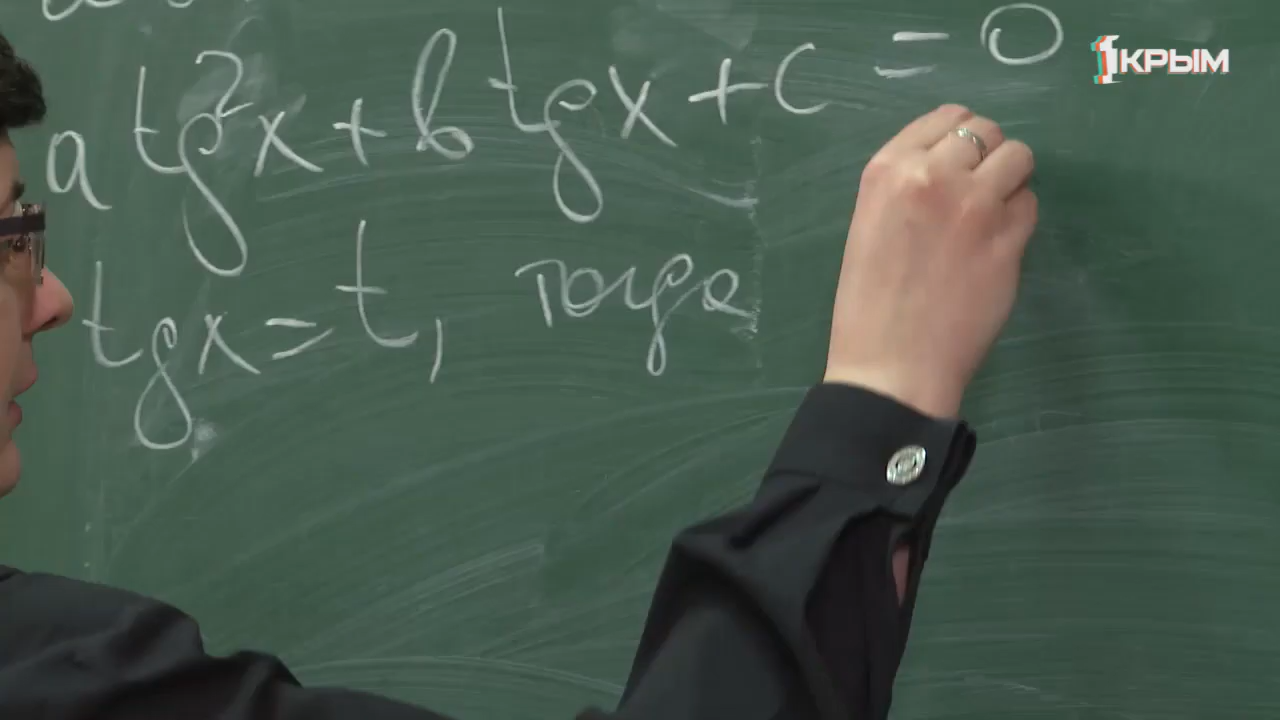 a tg²x + b tgx + c = 0
1КРЫМ
tgx = t, тогда